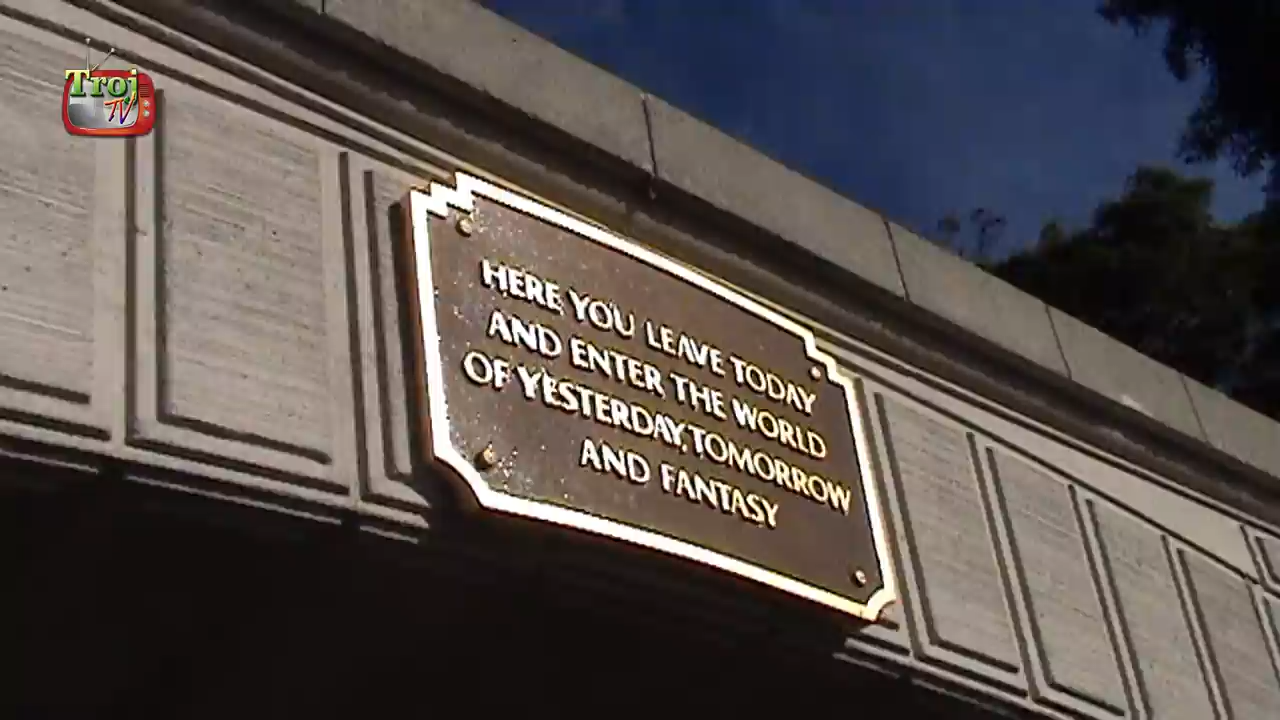 Troj
TV
HERE YOU LEAVE TODAY
AND ENTER THE WORLD
OF YESTERDAY, TOMORROW
AND FANTASY